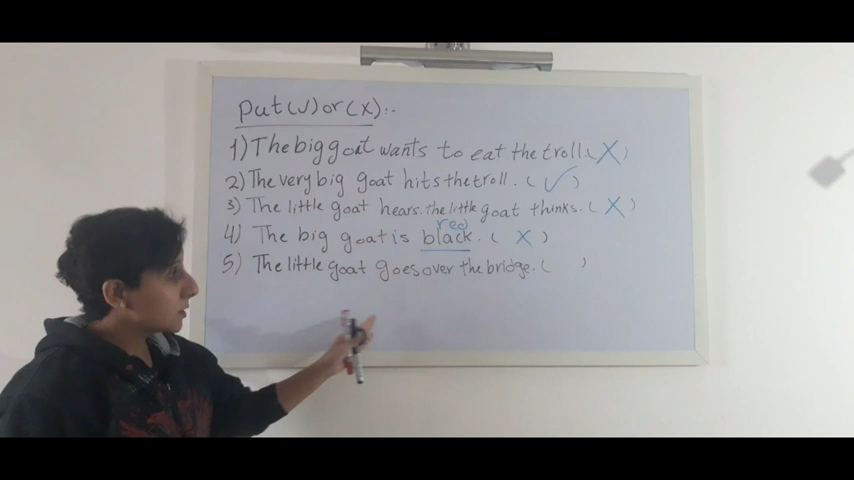 Put (✓) or (X):-
1) The big goat wants to eat the troll. (X)
2) The very big goat hits the troll. (✓)
3) The little goat hears. the little goat thinks. (X)
red
4) The big goat is black. (X)
5) The little goat goes over the bridge. ( )